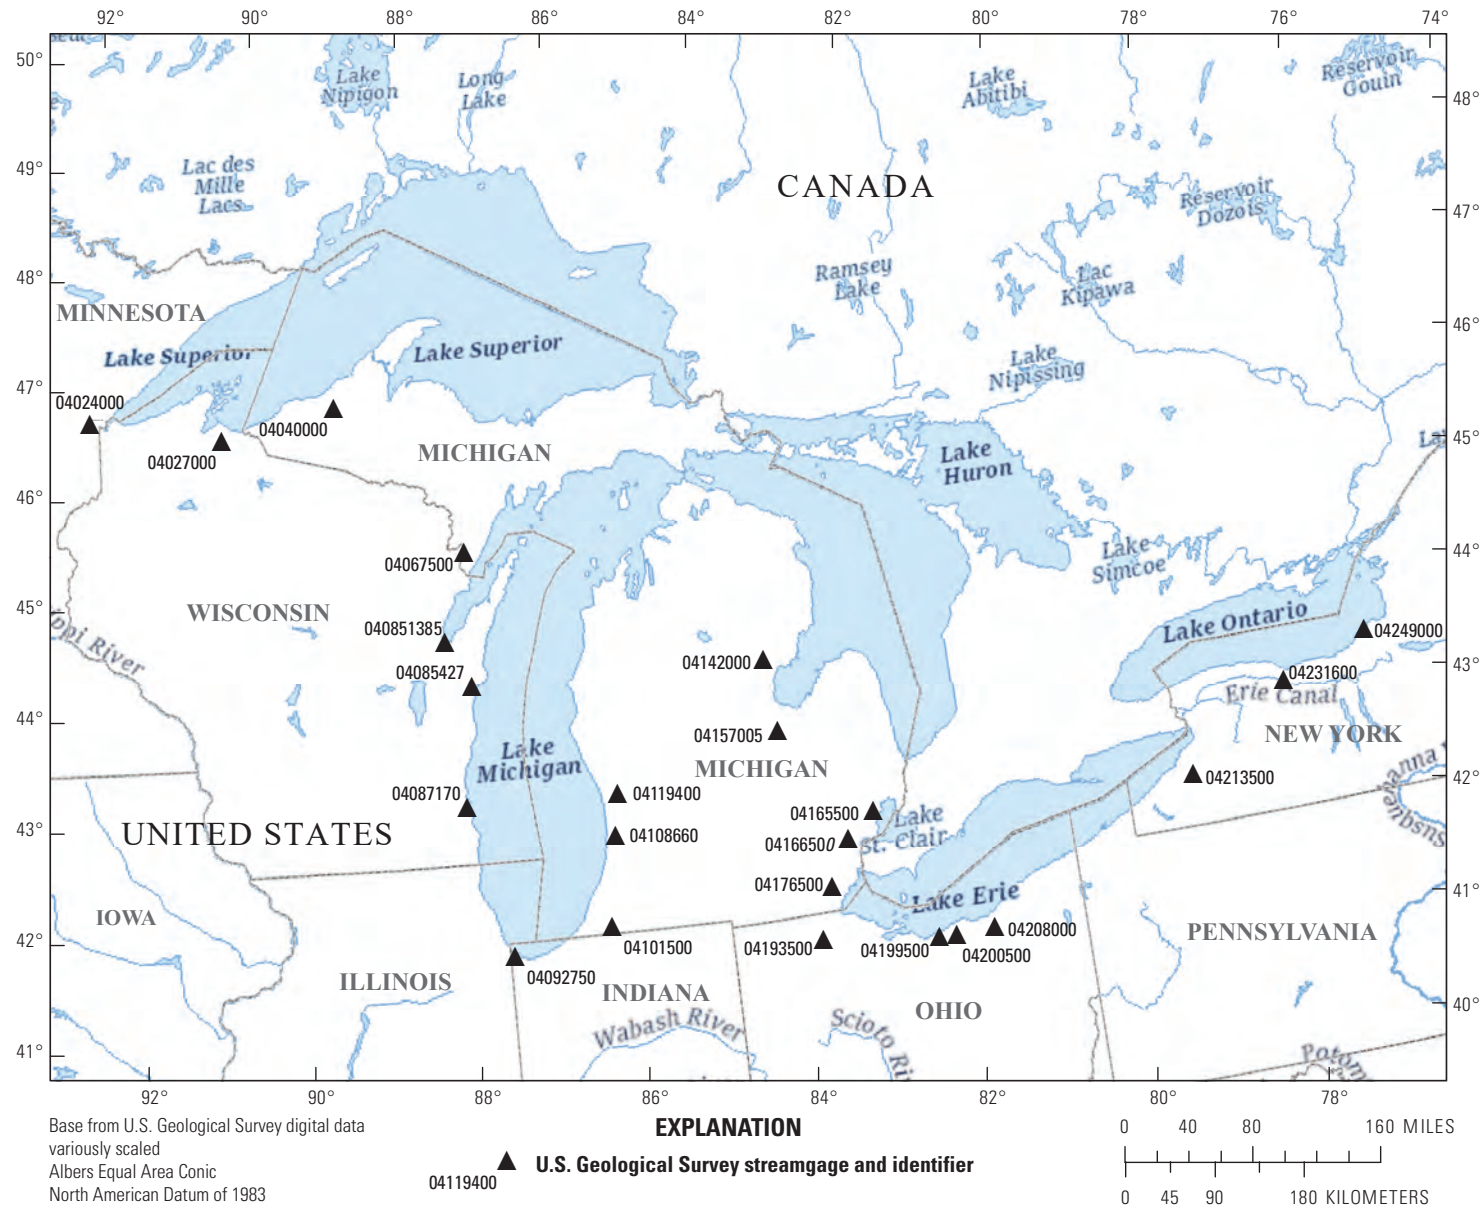 92° 90° 88° 86° 84° 82° 80° 78° 76° 74°
50°
49°
48°
47°
46°
45°
44°
43°
42°
41°
48°
47°
46°
45°
44°
43°
42°
41°
40°
Lake
Nipigon
Long
Lake
Lake
Abitibi
Reservoir
Gouin
Lac des
Mille
Lacs
CANADA
Reservoir
Dozois
Ramsey
Lake
Lac
Kipawa
MINNESOTA
Lake Superior
Lake Superior
Lake
Nipissing
04024000
04040000
04027000
MICHIGAN
Lake
Huron
04067500
Lake
Simcoe
WISCONSIN
ippi River
040851385
04085427
04142000
Lake Ontario
04249000
04231600
Erie Canal
04157005
NEW YORK
Lake
Michigan
MICHIGAN
04213500
anna
Susque
04087170
04119400
04165500
Lake
St. Clair
UNITED STATES
04108660
04166500
04176500
Lake Erie
IOWA
04101500
04193500
04199500
04208000
04200500
PENNSYLVANIA
04092750
ILLINOIS
INDIANA
OHIO
Wabash River
Scioto Ri
Potom
92° 90° 88° 86° 84° 82° 80° 78°
Base from U.S. Geological Survey digital data
variously scaled
Albers Equal Area Conic
North American Datum of 1983
EXPLANATION
04119400
U.S. Geological Survey streamgage and identifier
0 40 80 160 MILES
0 45 90 180 KILOMETERS